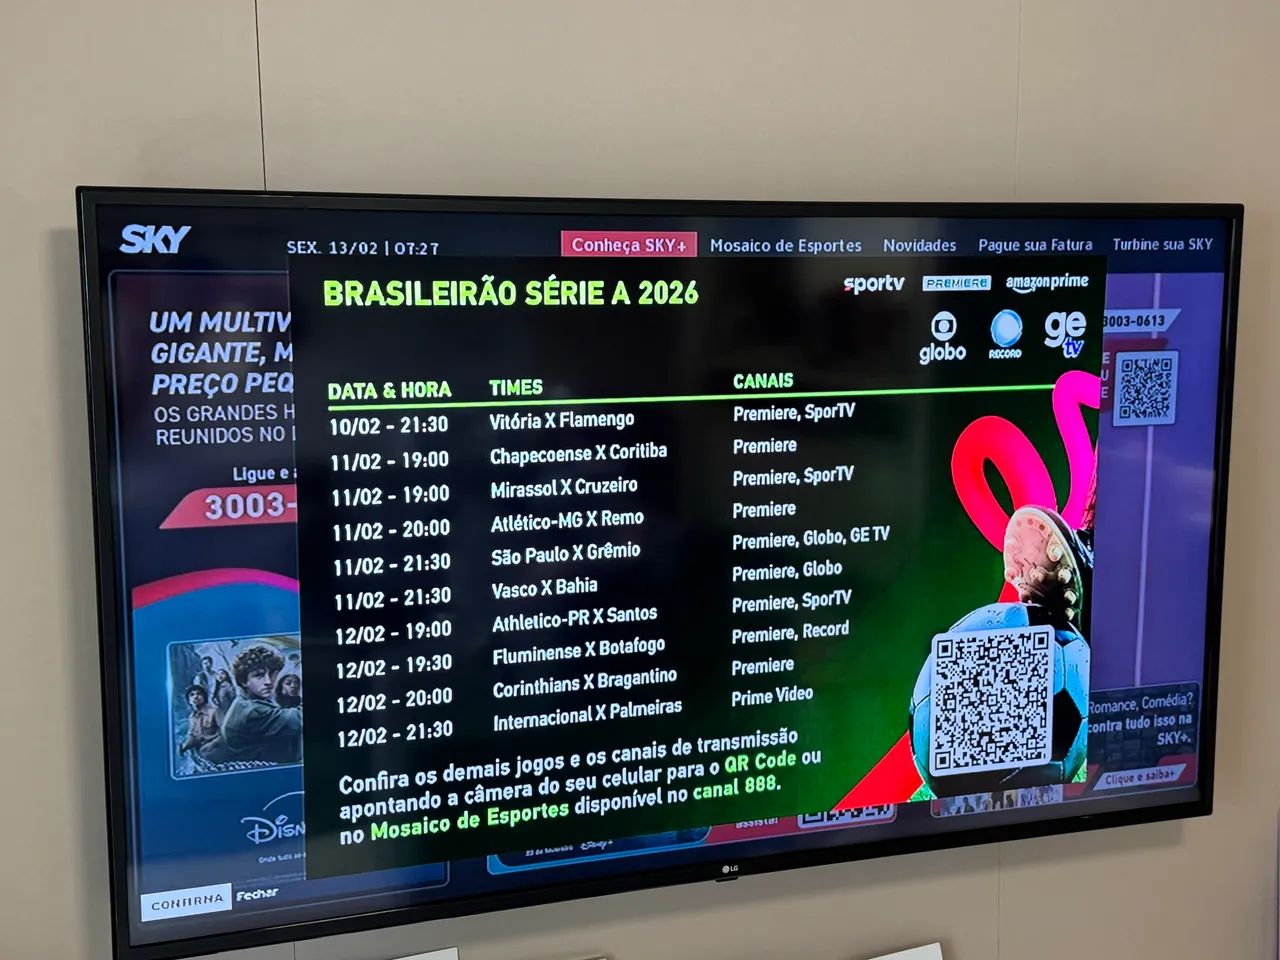 SKY
SEX. 13/02 | 07:27
Conheça SKY+
Mosaico de Esportes
Novidades
Pague sua Fatura
Turbine sua SKY
UM MULTIV
GIGANTE, M
PREÇO PEQ
OS GRANDES H
REUNIDOS NO
Ligue e a
3003-
BRASILEIRÃO SÉRIE A 2026
sportv
PREMIERE
amazon prime
globo
RECORD
ge tv
3003-0613
DATA & HORA TIMES CANAIS
10/02 - 21:30 Vitória X Flamengo Premiere, SporTV
11/02 - 19:00 Chapecoense X Coritiba Premiere
11/02 - 19:00 Mirassol X Cruzeiro Premiere, SporTV
11/02 - 20:00 Atlético-MG X Remo Premiere
11/02 - 21:30 São Paulo X Grêmio Premiere, Globo, GE TV
11/02 - 21:30 Vasco X Bahia Premiere, Globo
12/02 - 19:00 Athletico-PR X Santos Premiere, SporTV
12/02 - 19:30 Fluminense X Botafogo Premiere, Record
12/02 - 20:00 Corinthians X Bragantino Premiere
12/02 - 21:30 Internacional X Palmeiras Prime Video
Confira os demais jogos e os canais de transmissão
apontando a câmera do seu celular para o QR Code ou
no Mosaico de Esportes disponível no canal 888.
Romance, Comédia?
contra tudo isso na
SKY+.
Clique e saiba+
DISN
assista!
Disney+
CONFIRMA Fechar
LG